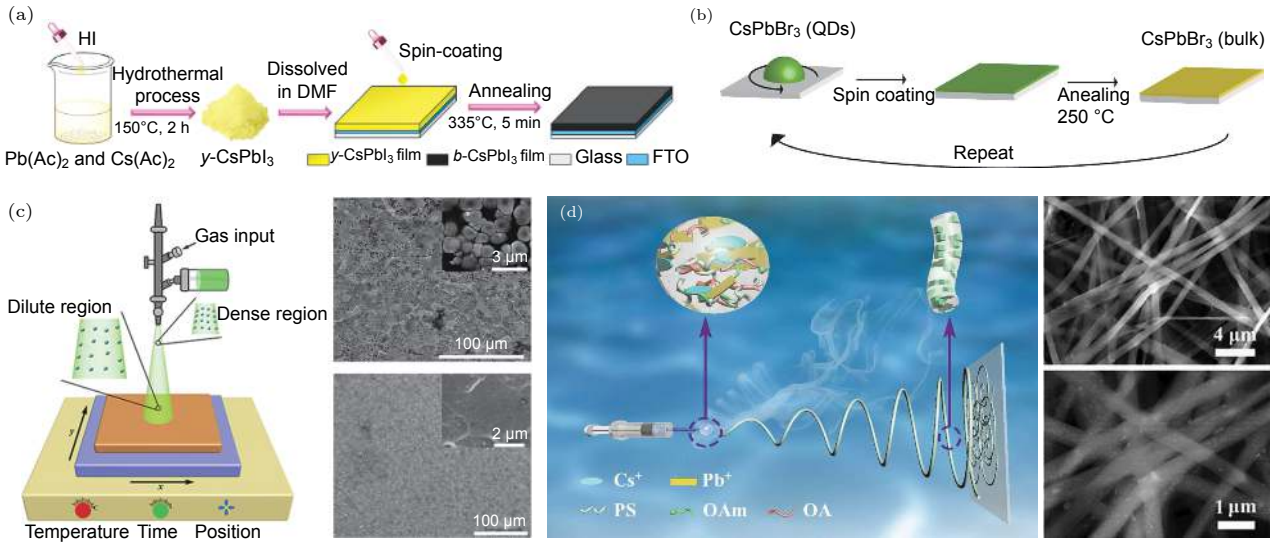 (a)
HI
Hydrothermal
process
150°C, 2 h
Pb(Ac)₂ and Cs(Ac)₂
y-CsPbI₃
Dissolved
in DMF
Spin-coating
Annealing
335°C, 5 min
y-CsPbI₃ film
b-CsPbI₃ film
Glass
FTO
(b)
CsPbBr₃ (QDs)
Spin coating
Anealing
250 °C
CsPbBr₃ (bulk)
Repeat
(c)
Gas input
Dilute region
Dense region
y
x
Temperature
Time
Position
3 μm
100 μm
2 μm
100 μm
(d)
Cs⁺
Pb⁺
PS
OAm
OA
4 μm
1 μm